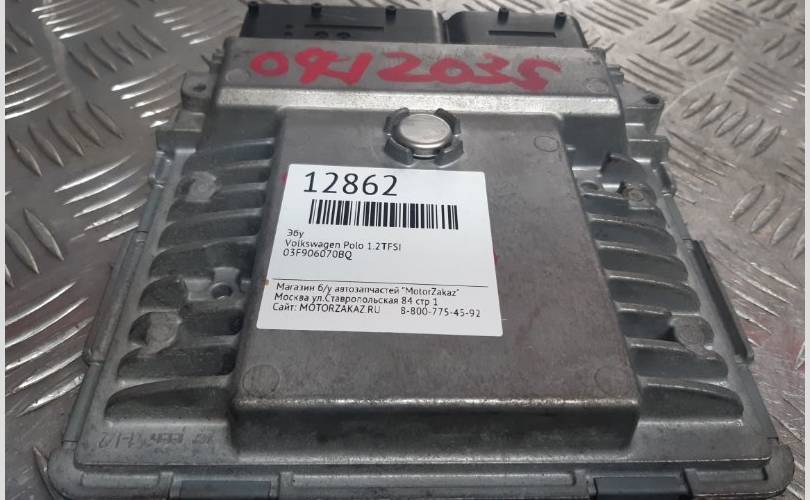 0412035
12862
Эбу
Volkswagen Polo 1.2TFSI
03F906070BQ
Магазин б/у автозапчастей "MotorZakaz"
Москва ул.Ставропольская 84 стр 1
Сайт: MOTORZAKAZ.RU 8-800-775-45-92